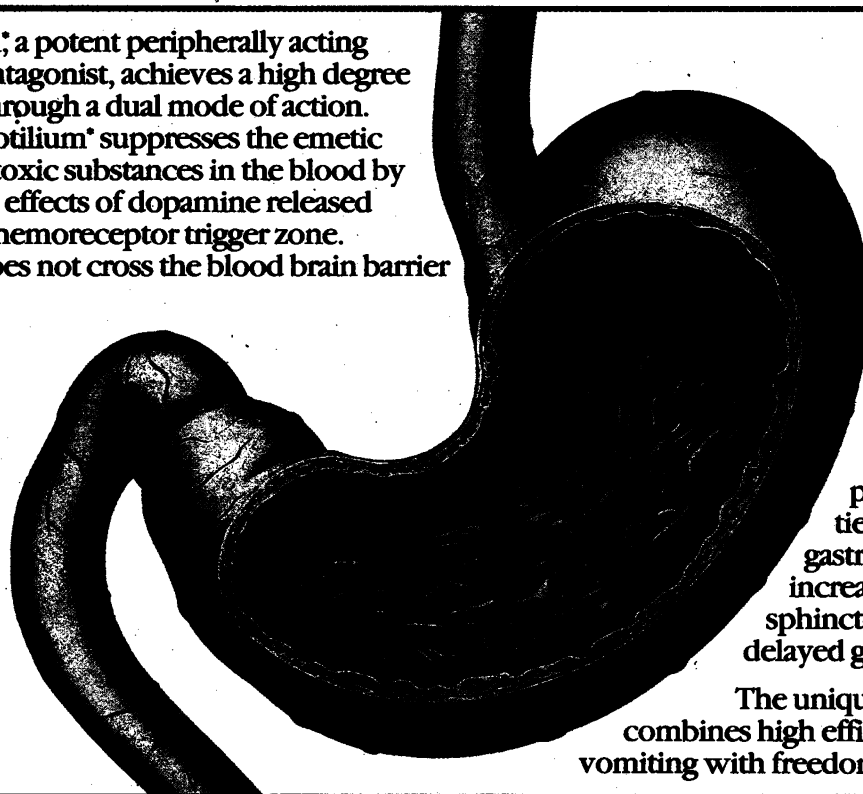 ; a potent peripherally acting
ntagonist, achieves a high degree
rough a dual mode of action.
otilium* suppresses the emetic
toxic substances in the blood by
effects of dopamine released
hemoreceptor trigger zone.
oes not cross the blood brain barrier
p
tie
gastr
increa
sphinct
delayed g
The uniqu
combines high effi
vomiting with freedom